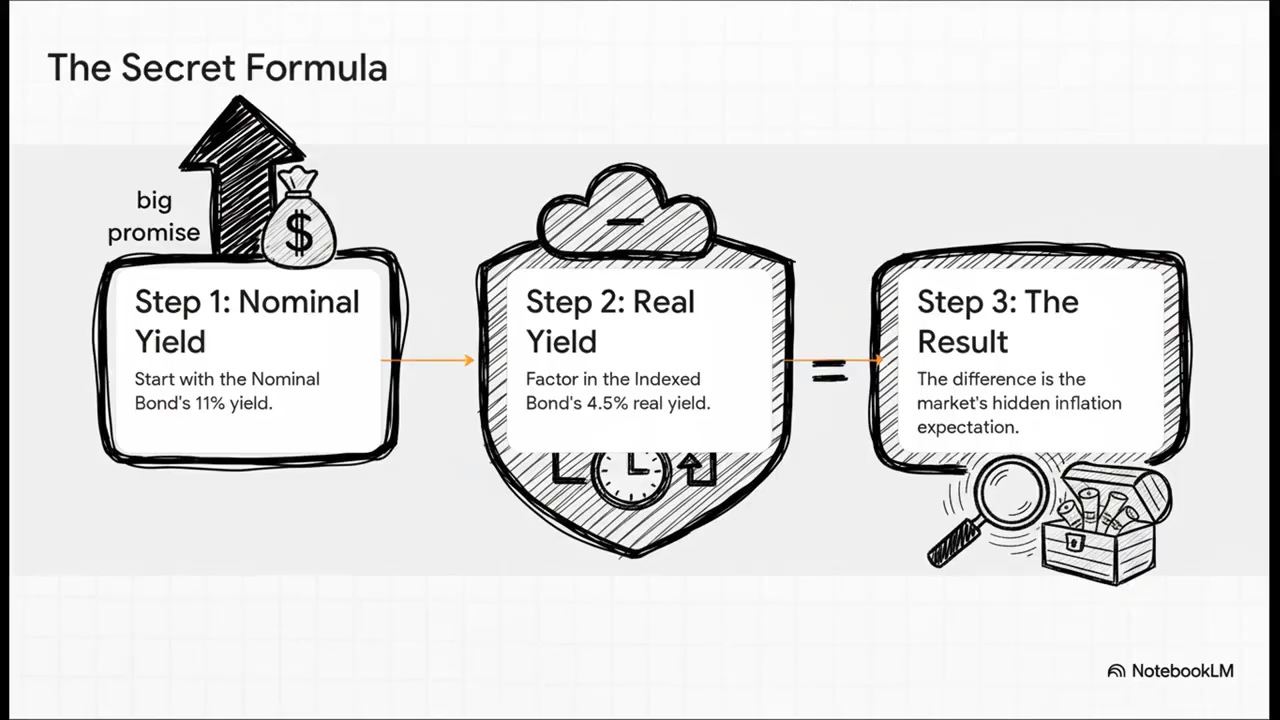 The Secret Formula
big
promise
$
Step 1: Nominal
Yield
Start with the Nominal
Bond's 11% yield.
−
Step 2: Real
Yield
Factor in the Indexed
Bond's 4.5% real yield.
=
Step 3: The
Result
The difference is the
market's hidden inflation
expectation.
NotebookLM